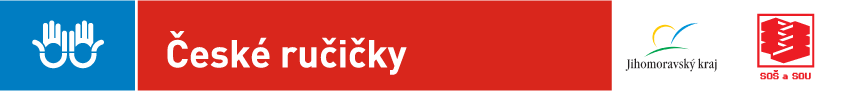 České ručičky
Jihomoravský kraj
SOŠ a SOU